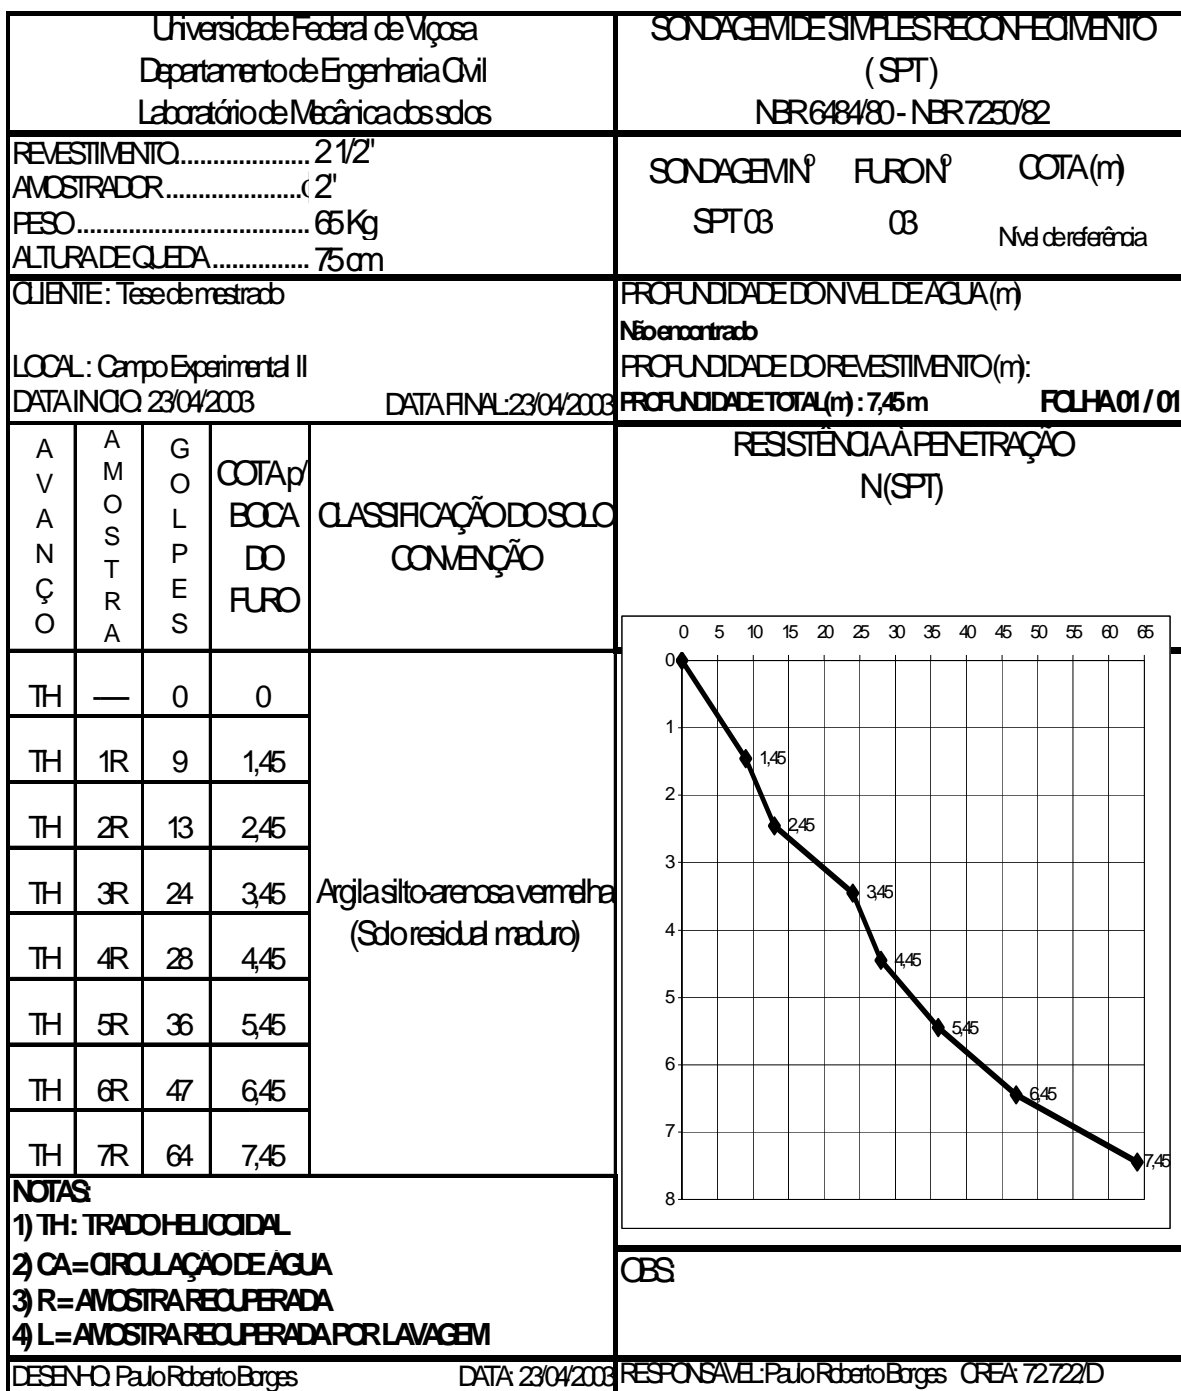 Universidade Federal de Viçosa
Departamento de Engenharia Civil
Laboratório de Mecânica dos solos
SONDAGEM DE SIMPLES RECONHECIMENTO
( SPT )
NBR 6484/80 - NBR 7250/82
REVESTIMENTO..................... 2 1/2"
AMOSTRADOR ..................... 2"
PESO ................................... 65 Kg
ALTURA DE QUEDA ............... 75 cm
SONDAGEM Nº FURO Nº COTA (m)
SPT 03 03 Nível de referência
CLIENTE : Tese de mestrado
LOCAL : Campo Experimental II
DATA INCIO: 23/04/2003 DATA FINAL:23/04/2003
PROFUNDIDADE DO NIVEL DE AGUA (m)
Não encontrado
PROFUNDIDADE DO REVESTIMENTO (m):
PROFUNDIDADE TOTAL(m) : 7,45 m FOLHA 01 / 01
AVANÇO AMOSTRA GOLPES COTA p/ BOCA DO FURO CLASSIFICAÇÃO DO SOLO CONVENÇÃO
RESISTÊNCIA À PENETRAÇÃO
N (SPT)
TH ---- 0 0
TH 1R 9 1,45
TH 2R 13 2,45
TH 3R 24 3,45
TH 4R 28 4,45
TH 5R 36 5,45
TH 6R 47 6,45
TH 7R 64 7,45
Argila silto-arenosa vermelha
(Solo residual maduro)
0 5 10 15 20 25 30 35 40 45 50 55 60 65
0
1
2
3
4
5
6
7
8
1,45
2,45
3,45
4,45
5,45
6,45
7,45
NOTAS:
1) TH : TRADO HELICOIDAL
2) CA = CIRCULAÇÃO DE ÁGUA
3) R = AMOSTRA RECUPERADA
4) L = AMOSTRA RECUPERADA POR LAVAGEM
OBS:
DESENHO: Paulo Roberto Borges DATA: 23/04/2003
RESPONSAVEL: Paulo Roberto Borges CREA: 72.722/D